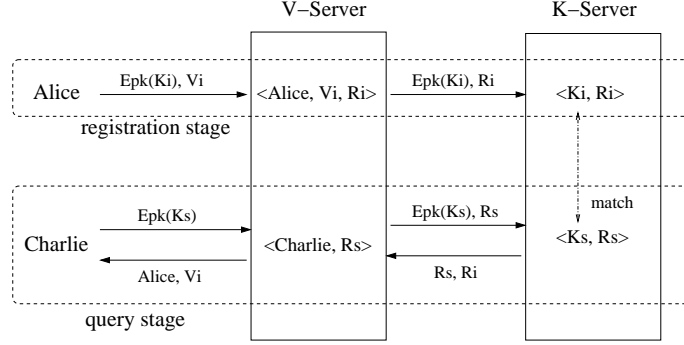 V–Server
K–Server
Alice
Epk(Ki), Vi
<Alice, Vi, Ri>
Epk(Ki), Ri
<Ki, Ri>
registration stage
match
Charlie
Epk(Ks)
<Charlie, Rs>
Epk(Ks), Rs
<Ks, Rs>
Alice, Vi
Rs, Ri
query stage